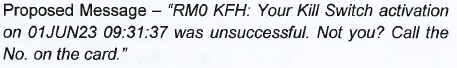 Proposed Message – "RM0 KFH: Your Kill Switch activation
on 01JUN23 09:31:37 was unsuccessful. Not you? Call the
No. on the card."